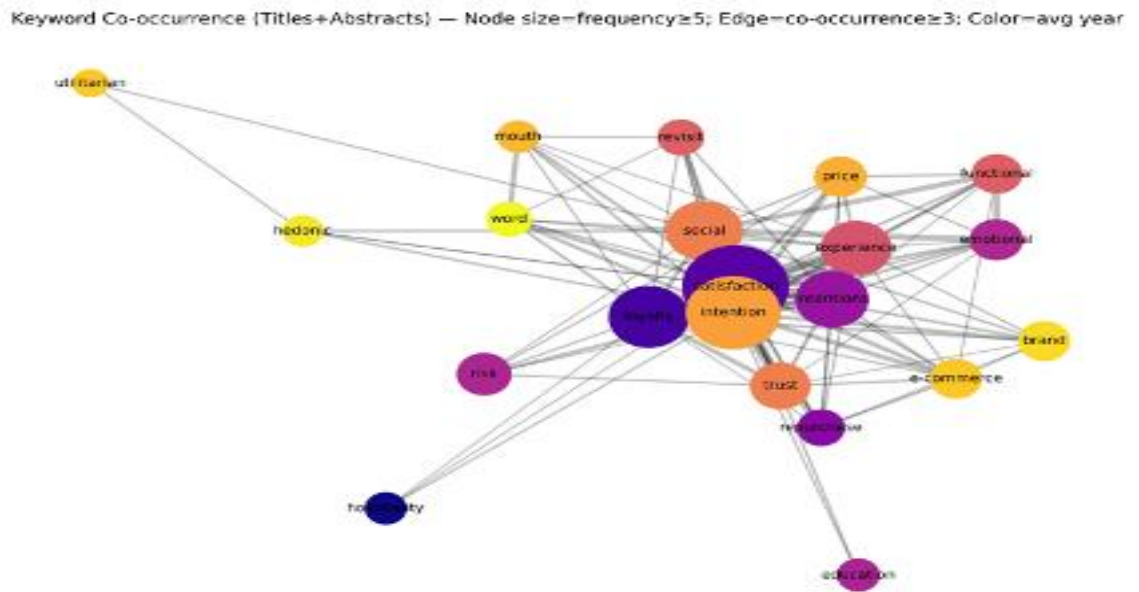 Keyword Co-occurrence (Titles+Abstracts) — Node size=frequency≥5; Edge=co-occurrence≥3; Color=avg year
utilitarian
mouth
revisit
price
functional
word
hedonic
social
experience
emotional
satisfaction
intentions
intention
loyalty
brand
risk
trust
e-commerce
repurchase
hospitality
education